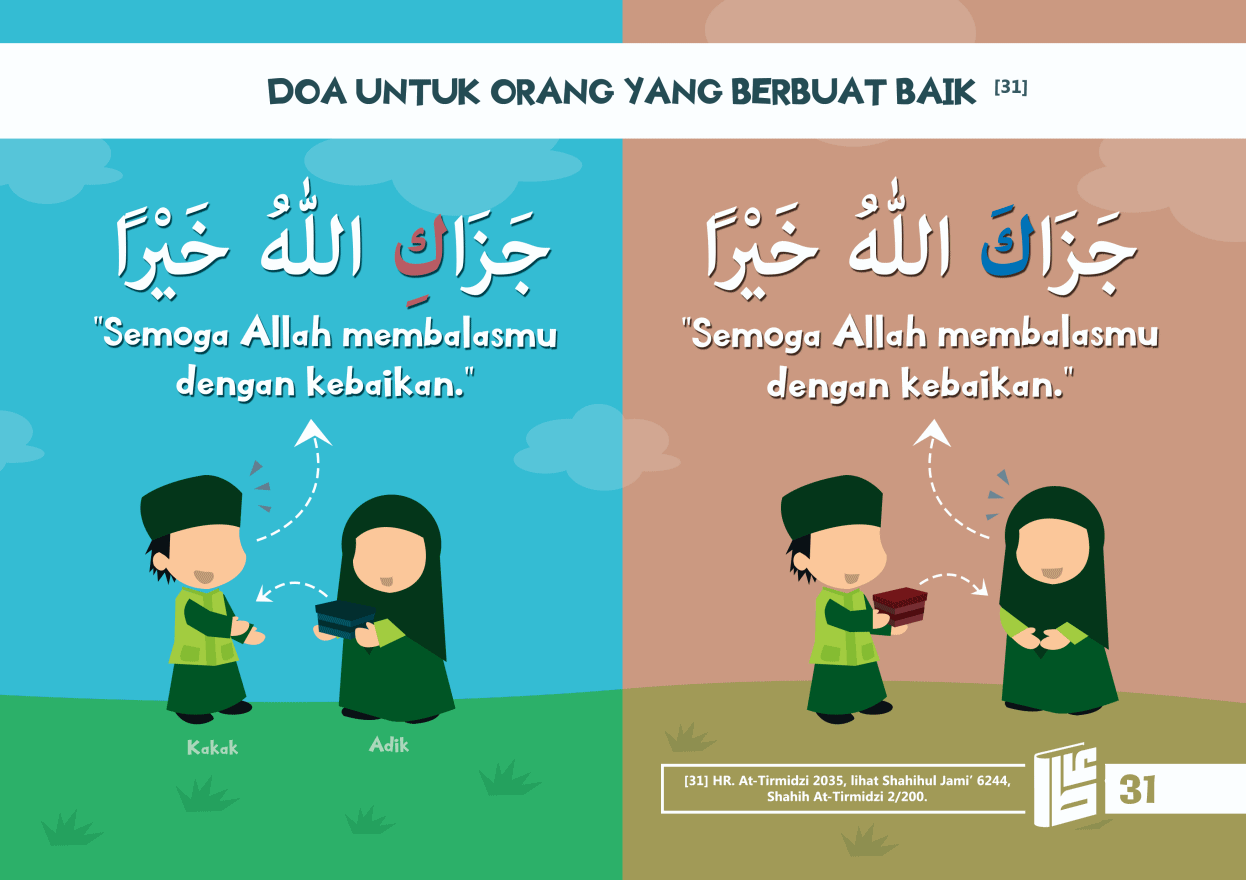 DOA UNTUK ORANG YANG BERBUAT BAIK [31]
جَزَاكِ اللّٰهُ خَيْرًا
"Semoga Allah membalasmu
dengan kebaikan."
Kakak
Adik
جَزَاكَ اللّٰهُ خَيْرًا
"Semoga Allah membalasmu
dengan kebaikan."
[31] HR. At-Tirmidzi 2035, lihat Shahihul Jami’ 6244,
Shahih At-Tirmidzi 2/200.
31